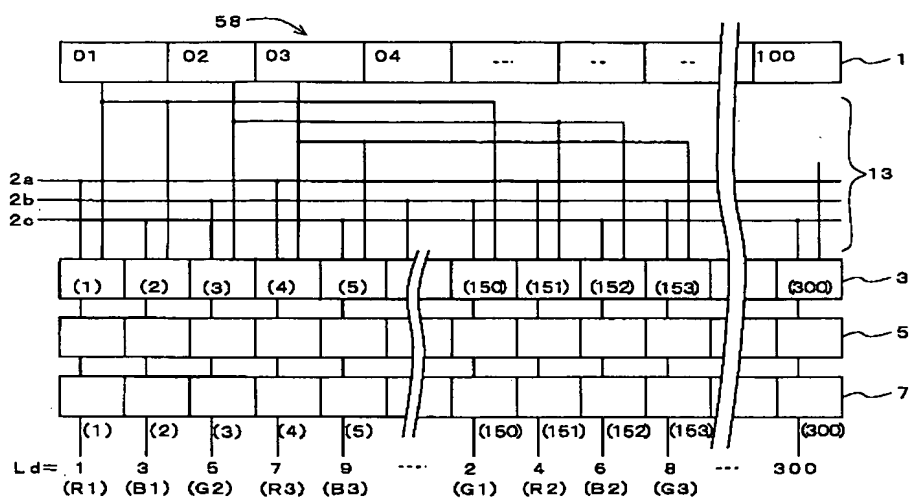 58
01 02 03 04 ---- -- -- 100 1
13
2a
2b
2c
(1) (2) (3) (4) (5) (150) (151) (152) (153) (300) 3
5
7
(1) (2) (3) (4) (5) (150) (151) (152) (153) (300)
Ld= 1 3 5 7 9 ---- 2 4 6 8 --- 300
(R1) (B1) (G2) (R3) (B3) (G1) (R2) (B2) (G3)